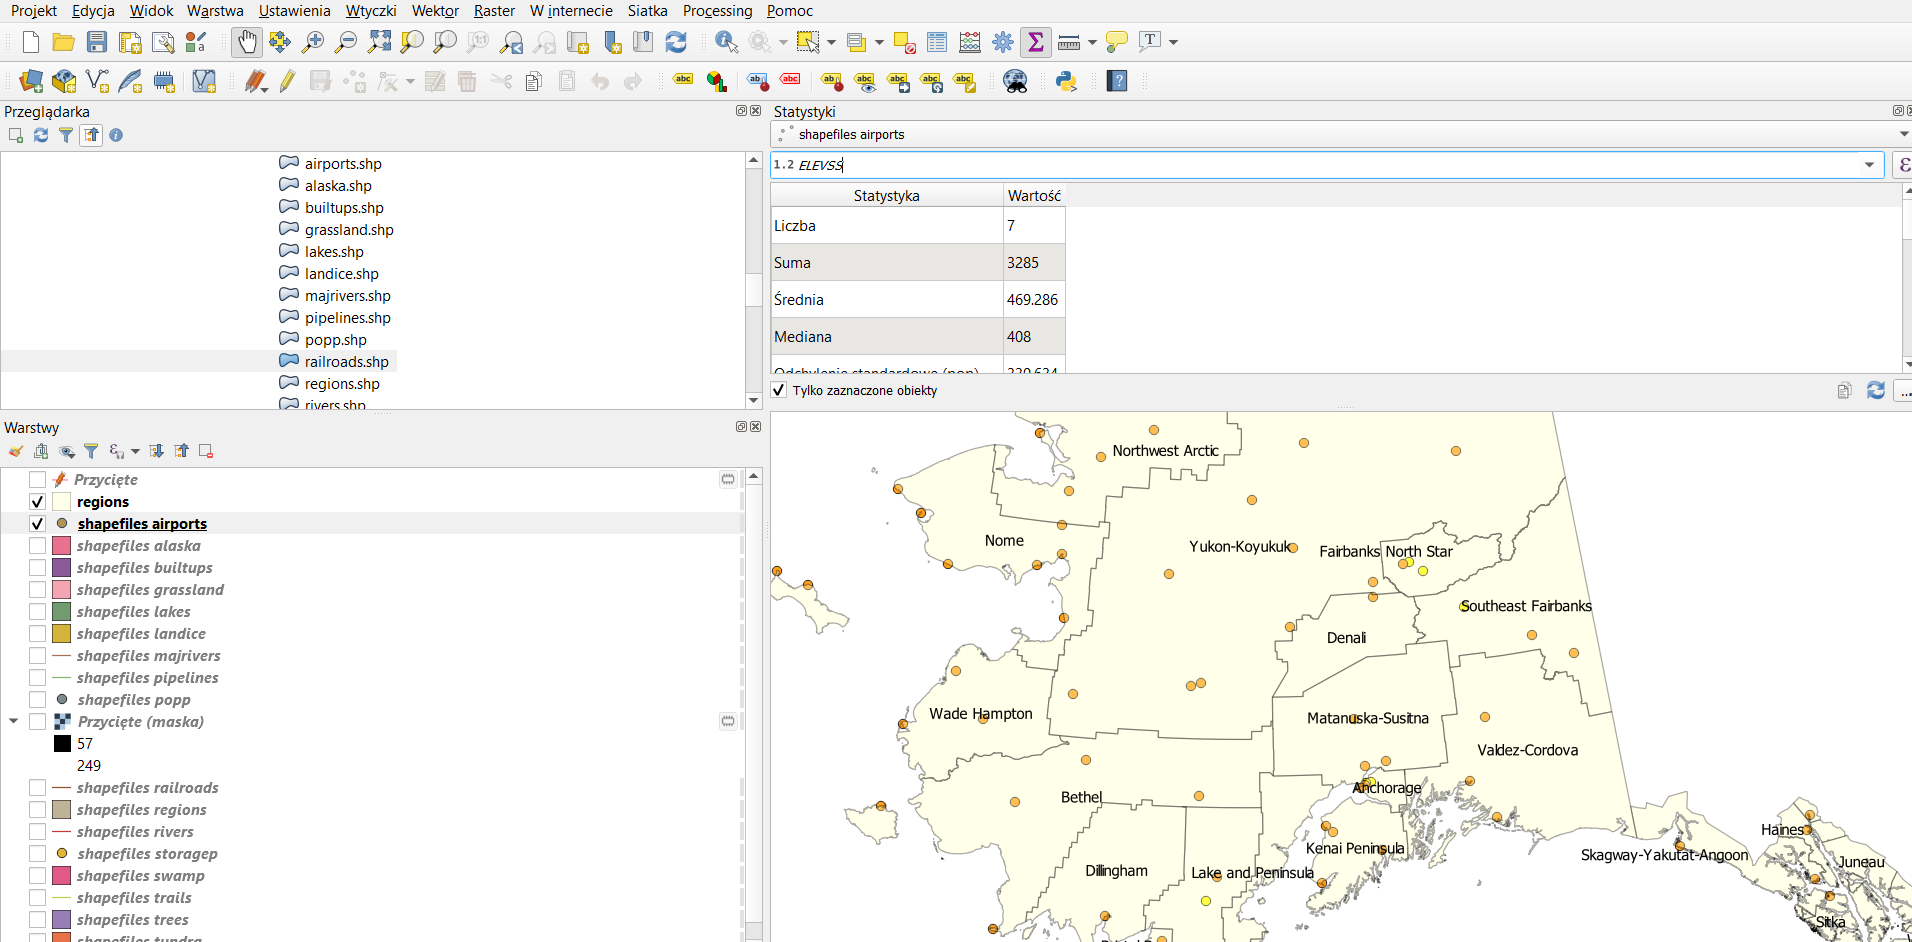 Projekt Edycja Widok Warstwa Ustawienia Wtyczki Wektor Raster W internecie Siatka Processing Pomoc
Przeglądarka
airports.shp
alaska.shp
builtups.shp
grassland.shp
lakes.shp
landice.shp
majrivers.shp
pipelines.shp
popp.shp
railroads.shp
regions.shp
rivers.shp
Warstwy
Przycięte
regions
shapefiles airports
shapefiles alaska
shapefiles builtups
shapefiles grassland
shapefiles lakes
shapefiles landice
shapefiles majrivers
shapefiles pipelines
shapefiles popp
Przycięte (maska)
57
249
shapefiles railroads
shapefiles regions
shapefiles rivers
shapefiles storagep
shapefiles swamp
shapefiles trails
shapefiles trees
shapefiles tundra
Statystyki
shapefiles airports
1.2 ELEVSS
Statystyka Wartość
Liczba 7
Suma 3285
Średnia 469.286
Mediana 408
Odchylenie standardowe (pop)
Tylko zaznaczone obiekty
Northwest Arctic
Nome
Yukon-Koyukuk
Fairbanks North Star
Southeast Fairbanks
Denali
Wade Hampton
Matanuska-Susitna
Valdez-Cordova
Anchorage
Bethel
Haines
Kenai Peninsula
Skagway-Yakutat-Angoon
Juneau
Dillingham
Lake and Peninsula
Sitka